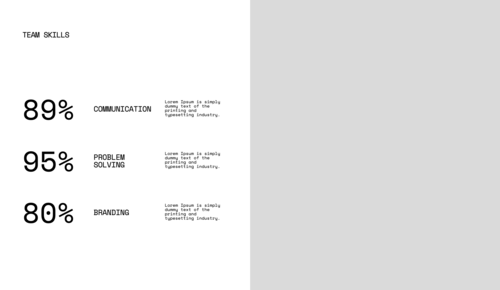 TEAM SKILLS
89%
COMMUNICATION
Lorem Ipsum is simply
dummy text of the
printing and
typesetting industry.
95%
PROBLEM
SOLVING
Lorem Ipsum is simply
dummy text of the
printing and
typesetting industry.
80%
BRANDING
Lorem Ipsum is simply
dummy text of the
printing and
typesetting industry.